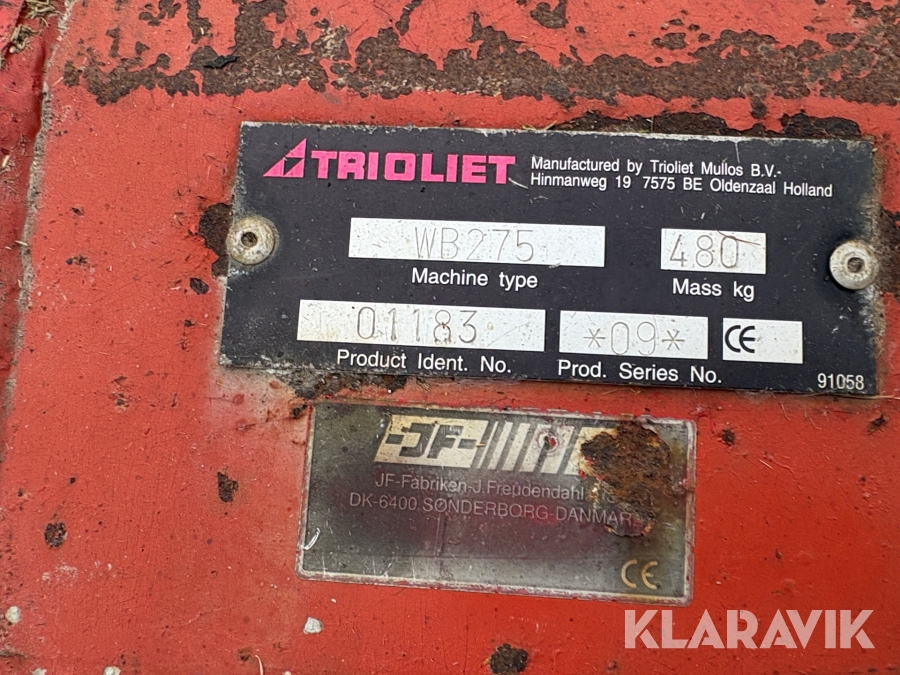 TRIOLIET
Manufactured by Trioliet Mullos B.V.-
Hinmanweg 19 7575 BE Oldenzaal Holland
WB275 480
Machine type Mass kg
01183 *09* CE
Product Ident. No. Prod. Series No. 91058
-JF-
JF-Fabriken-J.Freudendahl
DK-6400 SØNDERBORG-DANMAR
CE
KLARAVIK